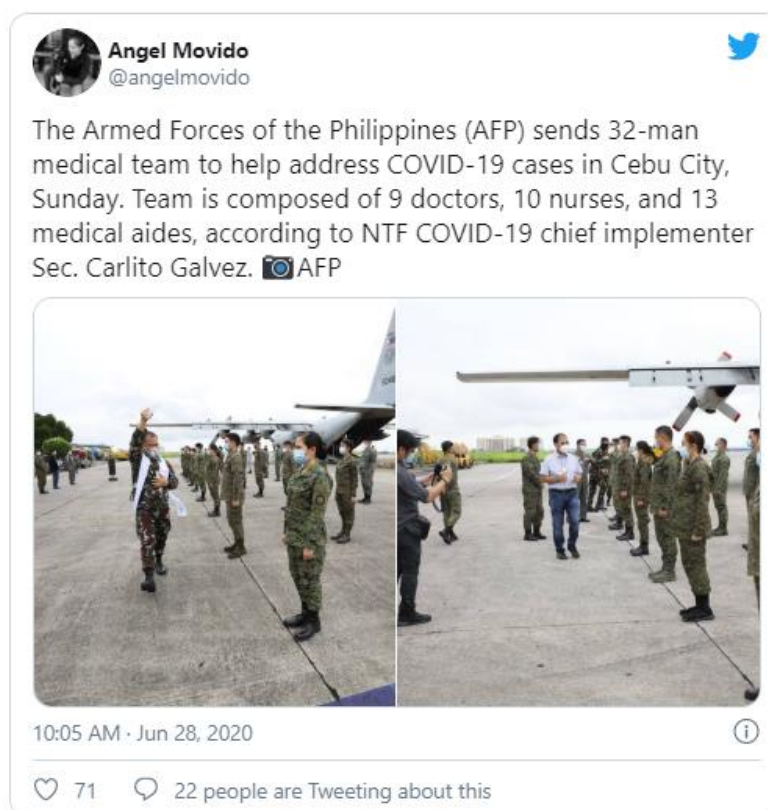 Angel Movido
@angelmovido
The Armed Forces of the Philippines (AFP) sends 32-man
medical team to help address COVID-19 cases in Cebu City,
Sunday. Team is composed of 9 doctors, 10 nurses, and 13
medical aides, according to NTF COVID-19 chief implementer
Sec. Carlito Galvez. 📷AFP
10:05 AM · Jun 28, 2020
71 22 people are Tweeting about this